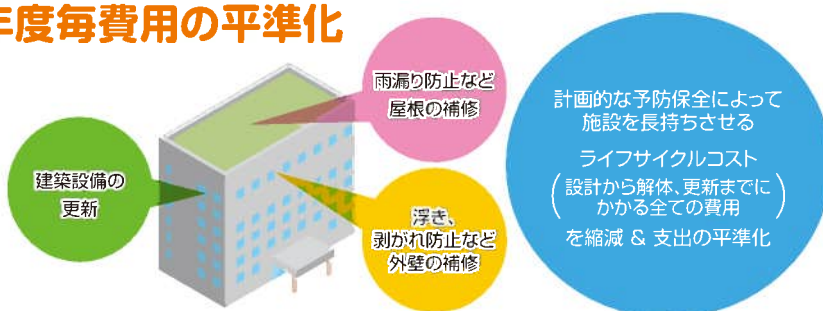 年度毎費用の平準化
雨漏り防止など
屋根の補修
建築設備の
更新
浮き、
剥がれ防止など
外壁の補修
計画的な予防保全によって
施設を長持ちさせる
ライフサイクルコスト
(設計から解体、更新までに
かかる全ての費用)
を縮減 & 支出の平準化